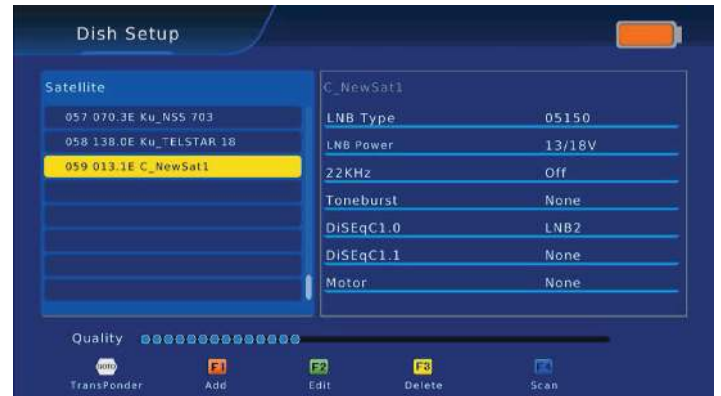 Dish Setup
Satellite
057 070.3E Ku_NSS 703
058 138.0E Ku_TELSTAR 18
059 013.1E C_NewSat1
C_NewSat1
LNB Type 05150
LNB Power 13/18V
22KHz Off
Toneburst None
DiSEqC1.0 LNB2
DiSEqC1.1 None
Motor None
Quality
GOTO F1 F2 F3 F4
TransPonder Add Edit Delete Scan